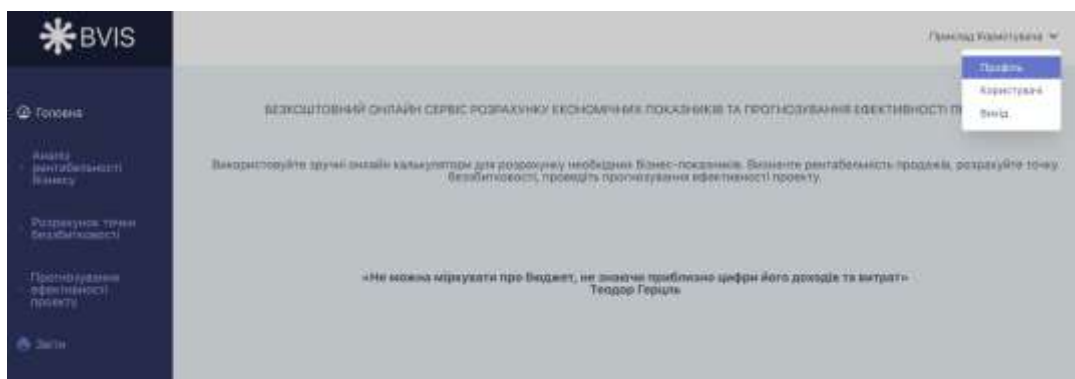 BVIS
Приклад Користувача
Профіль
Користувачі
Вихід
Головна
Аналіз
рентабельності
бізнесу
Розрахунок точки
беззбитковості
Прогнозування
ефективності
проекту
Звіти
БЕЗКОШТОВНИЙ ОНЛАЙН СЕРВІС РОЗРАХУНКУ ЕКОНОМІЧНИХ ПОКАЗНИКІВ ТА ПРОГНОЗУВАННЯ ЕФЕКТИВНОСТІ
Використовуйте зручні онлайн калькулятори для розрахунку необхідних бізнес-показників. Визначте рентабельність продажів, розрахуйте точку
беззбитковості, проведіть прогнозування ефективності проекту.
«Не можна міркувати про бюджет, не знаючи приблизно цифри його доходів та витрат»
Теодор Герцль